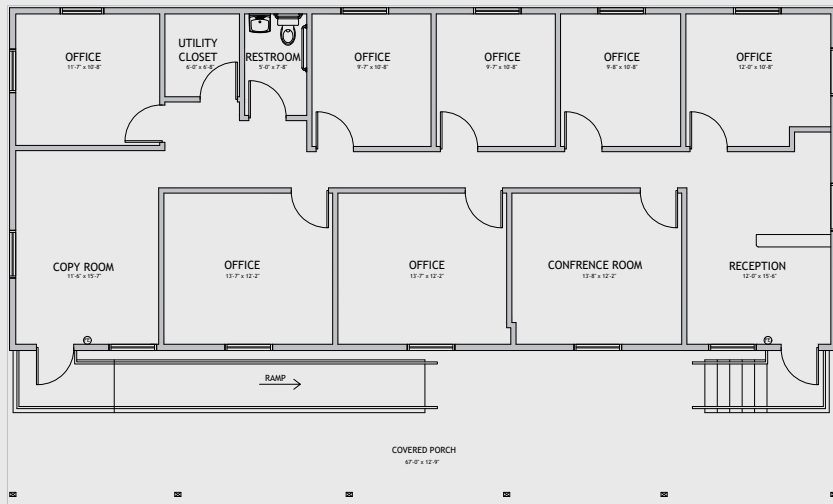 OFFICE
11'-7" x 10'-8"
UTILITY
CLOSET
6'-0" x 6'-8"
RESTROOM
5'-0" x 7'-8"
OFFICE
9'-7" x 10'-8"
OFFICE
9'-7" x 10'-8"
OFFICE
9'-8" x 10'-8"
OFFICE
12'-0" x 10'-8"
COPY ROOM
11'-6" x 15'-7"
OFFICE
13'-7" x 12'-2"
OFFICE
13'-7" x 12'-2"
CONFRENCE ROOM
13'-8" x 12'-2"
RECEPTION
12'-0" x 15'-6"
RAMP
COVERED PORCH
67'-0" x 12'-9"